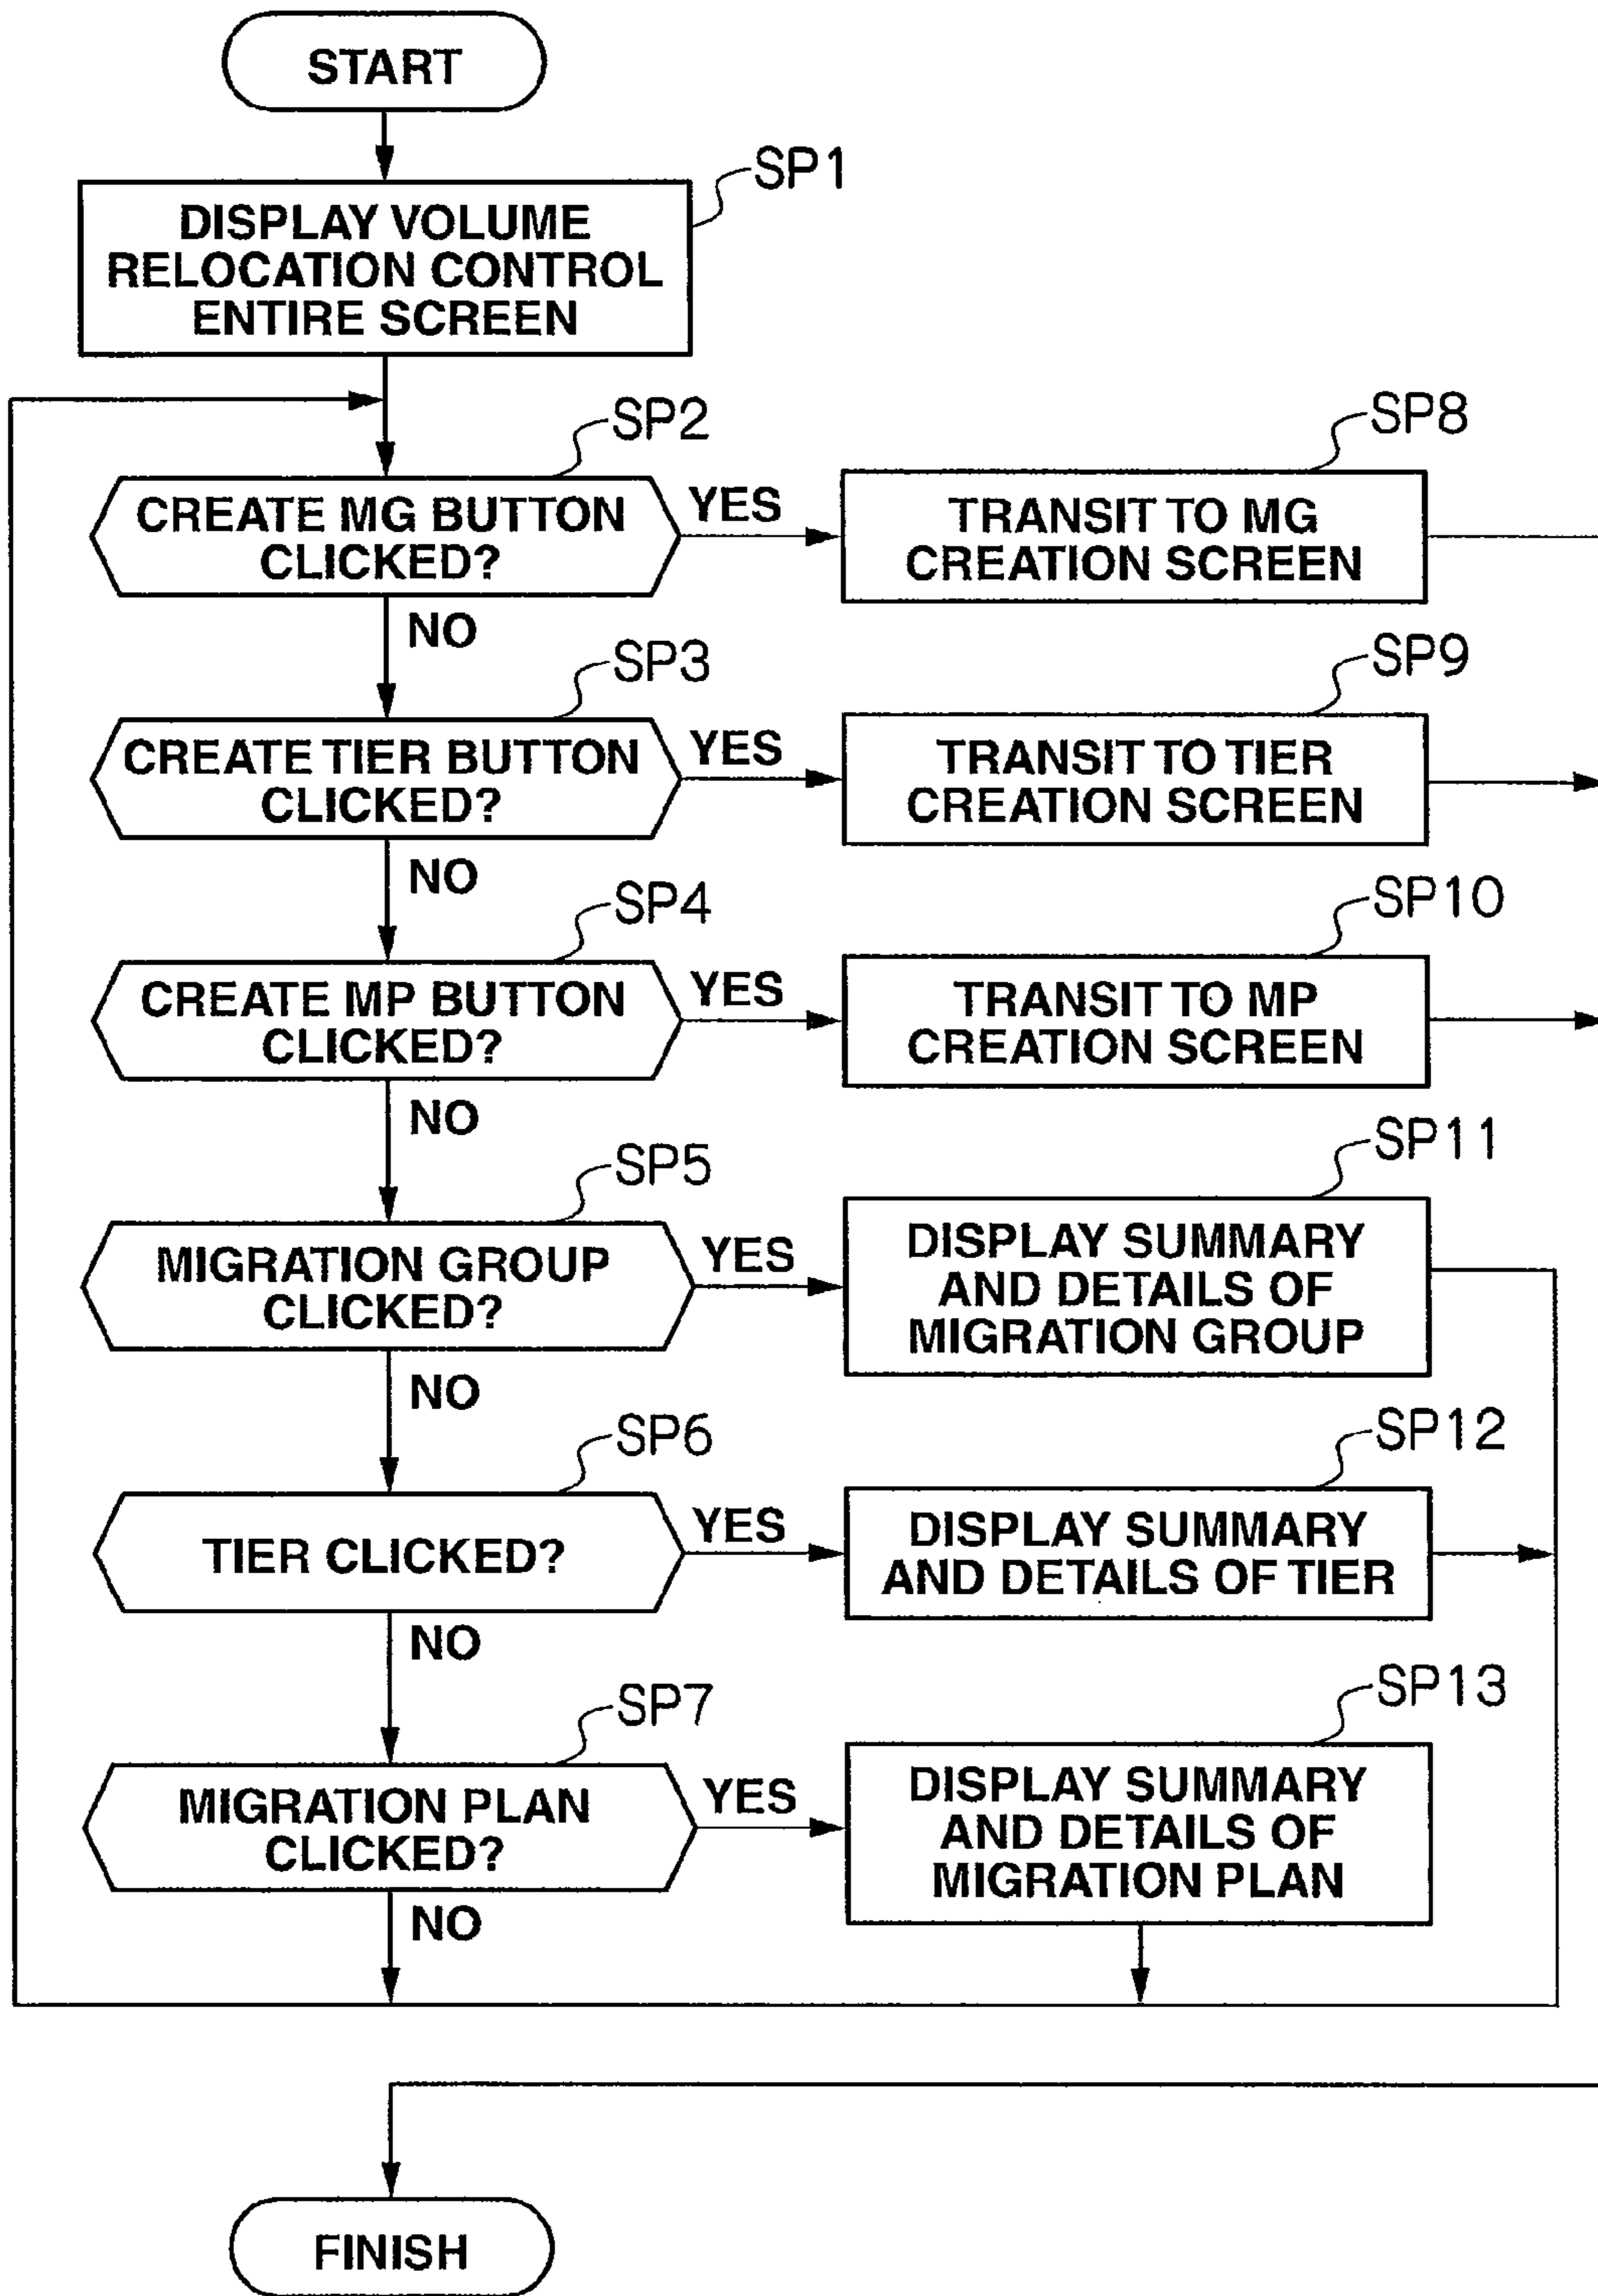 START
SP1
DISPLAY VOLUME
RELOCATION CONTROL
ENTIRE SCREEN
SP2
CREATE MG BUTTON
CLICKED?
YES
NO
SP8
TRANSIT TO MG
CREATION SCREEN
SP3
CREATE TIER BUTTON
CLICKED?
YES
NO
SP9
TRANSIT TO TIER
CREATION SCREEN
SP4
CREATE MP BUTTON
CLICKED?
YES
NO
SP10
TRANSIT TO MP
CREATION SCREEN
SP5
MIGRATION GROUP
CLICKED?
YES
NO
SP11
DISPLAY SUMMARY
AND DETAILS OF
MIGRATION GROUP
SP6
TIER CLICKED?
YES
NO
SP12
DISPLAY SUMMARY
AND DETAILS OF TIER
SP7
MIGRATION PLAN
CLICKED?
YES
NO
SP13
DISPLAY SUMMARY
AND DETAILS OF
MIGRATION PLAN
FINISH